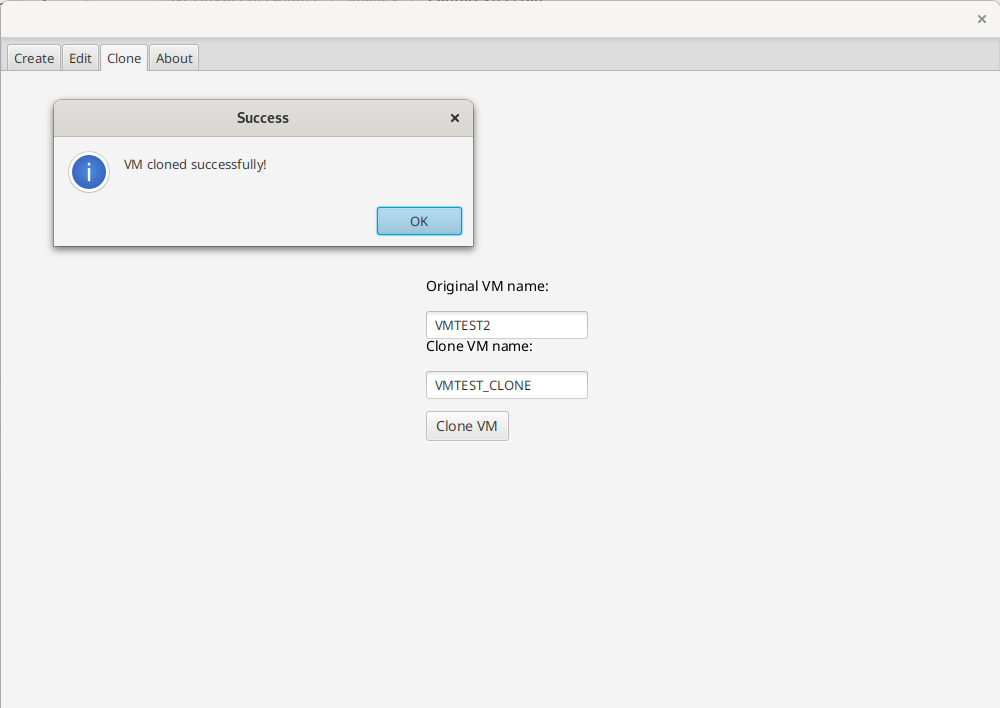 Create Edit Clone About
Success
VM cloned successfully!
OK
Original VM name:
VMTEST2
Clone VM name:
VMTEST_CLONE
Clone VM